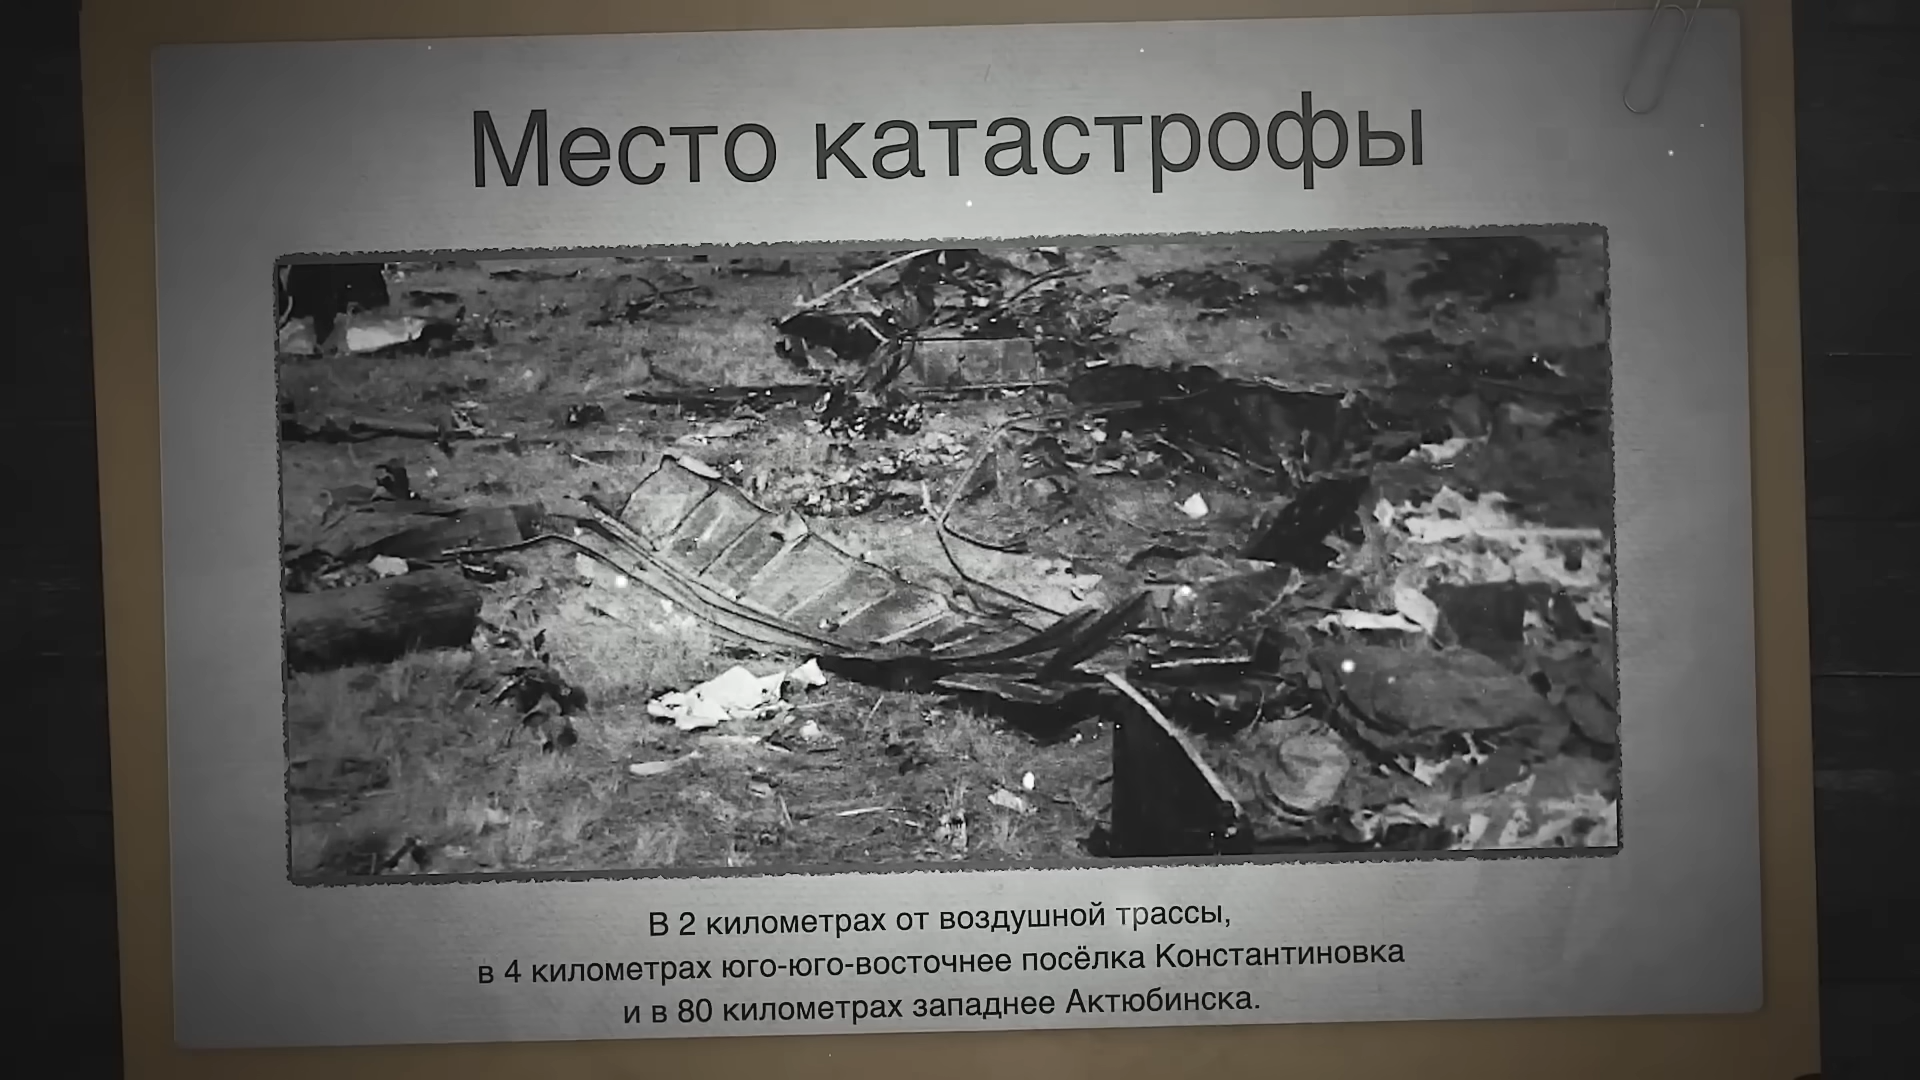 Место катастрофы
В 2 километрах от воздушной трассы,
в 4 километрах юго-юго-восточнее посёлка Константиновка
и в 80 километрах западнее Актюбинска.